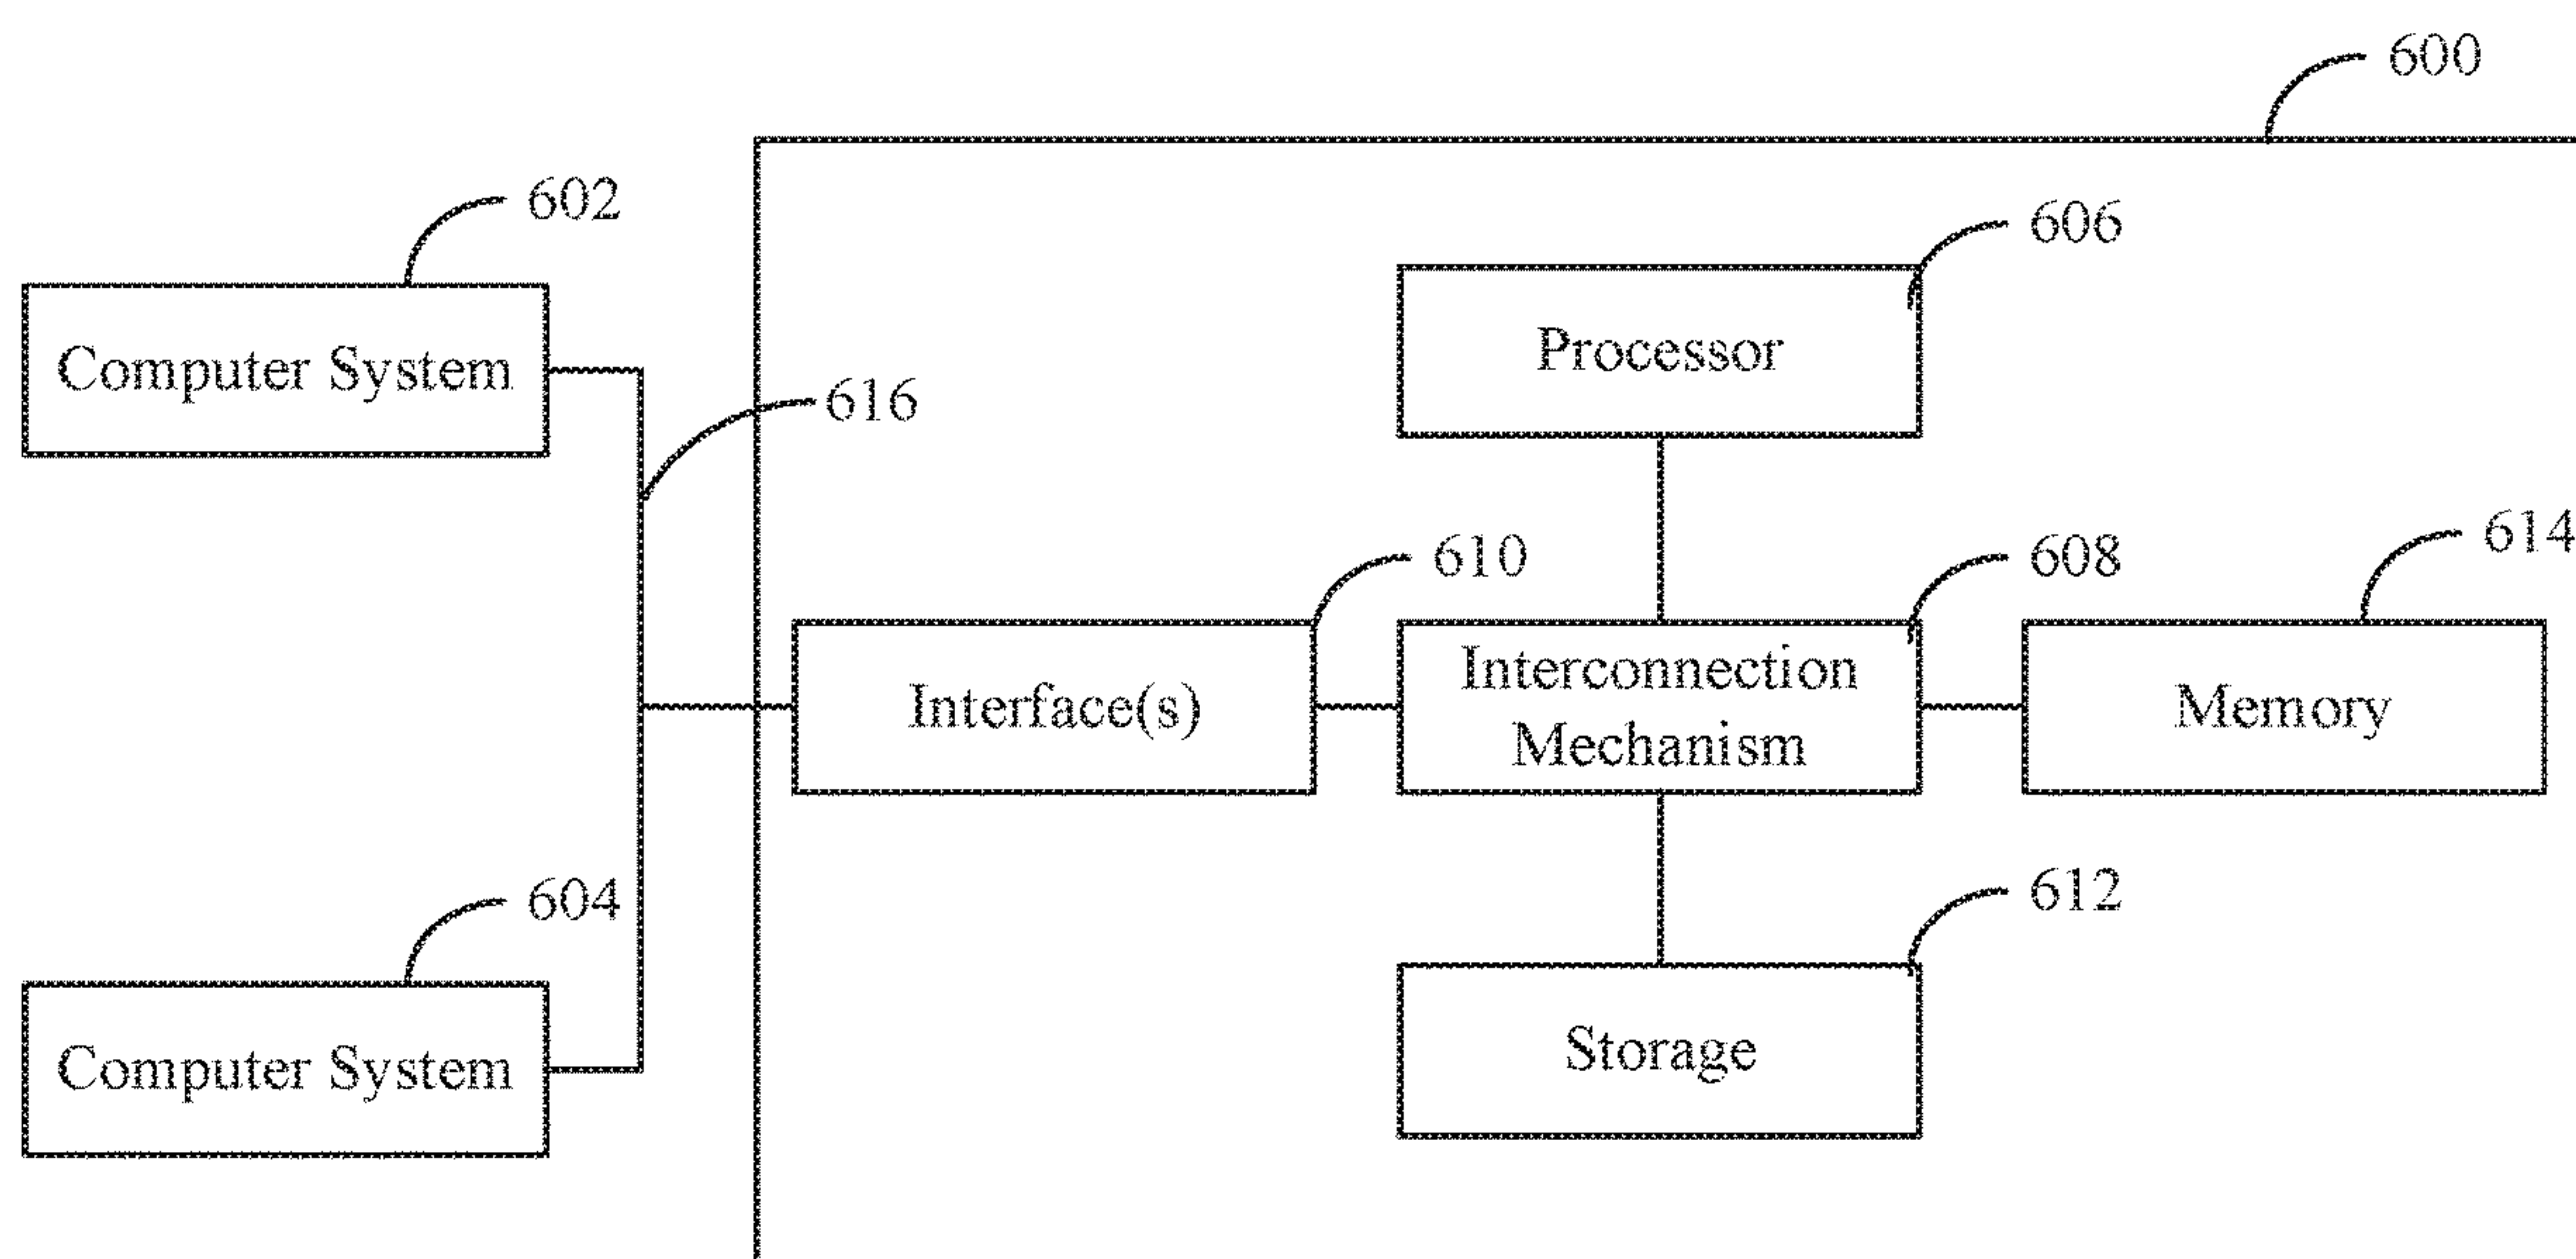 600
602
606
Computer System
Processor
616
610
608
614
Interface(s)
Interconnection
Mechanism
Memory
604
612
Computer System
Storage